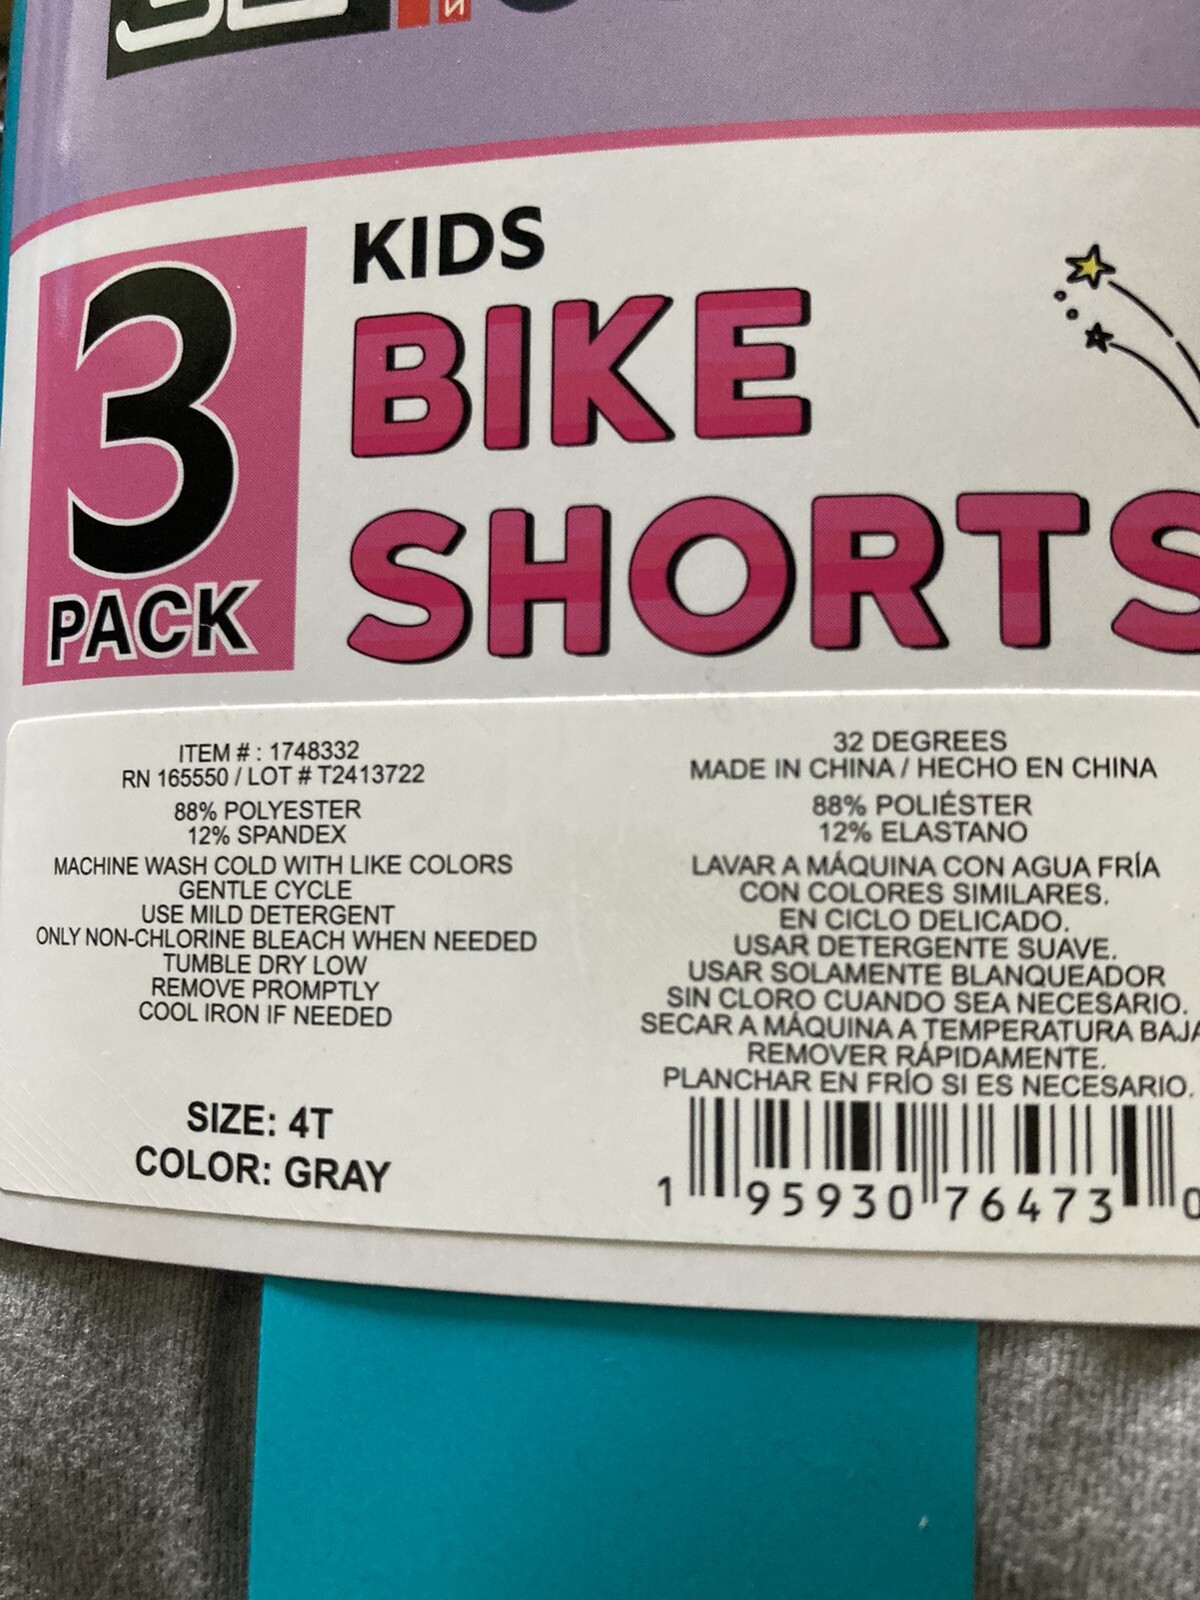 3
PACK
KIDS
BIKE
SHORTS
ITEM # : 1748332
RN 165550 / LOT # T2413722
88% POLYESTER
12% SPANDEX
MACHINE WASH COLD WITH LIKE COLORS
GENTLE CYCLE
USE MILD DETERGENT
ONLY NON-CHLORINE BLEACH WHEN NEEDED
TUMBLE DRY LOW
REMOVE PROMPTLY
COOL IRON IF NEEDED
SIZE: 4T
COLOR: GRAY
32 DEGREES
MADE IN CHINA / HECHO EN CHINA
88% POLIÉSTER
12% ELASTANO
LAVAR A MÁQUINA CON AGUA FRÍA
CON COLORES SIMILARES.
EN CICLO DELICADO.
USAR DETERGENTE SUAVE.
USAR SOLAMENTE BLANQUEADOR
SIN CLORO CUANDO SEA NECESARIO.
SECAR A MÁQUINA A TEMPERATURA BAJA
REMOVER RÁPIDAMENTE.
PLANCHAR EN FRÍO SI ES NECESARIO.
1 95930 76473 0